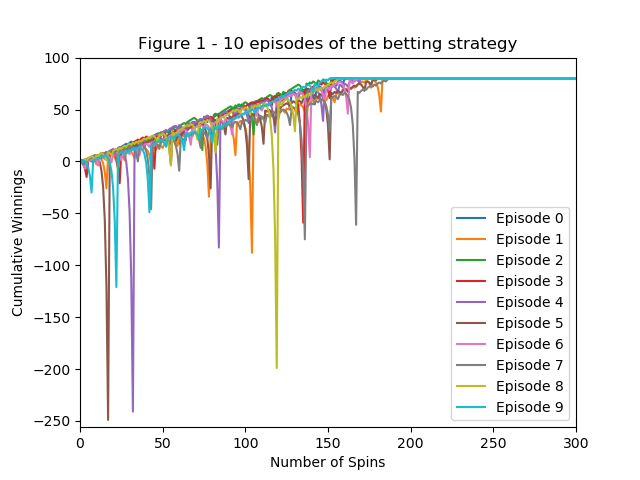 Figure 1 - 10 episodes of the betting strategy
100
50
0
−50
−100
−150
−200
−250
Cumulative Winnings
0 50 100 150 200 250 300
Number of Spins
Episode 0
Episode 1
Episode 2
Episode 3
Episode 4
Episode 5
Episode 6
Episode 7
Episode 8
Episode 9